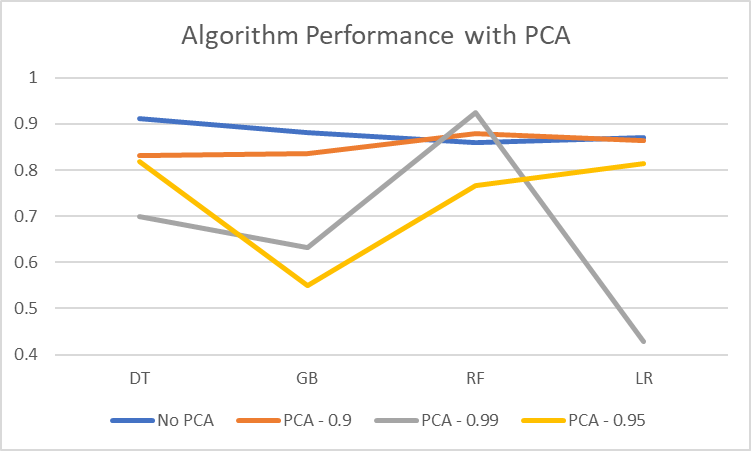 Algorithm Performance with PCA
1
0.9
0.8
0.7
0.6
0.5
0.4
DT GB RF LR
No PCA PCA - 0.9 PCA - 0.99 PCA - 0.95